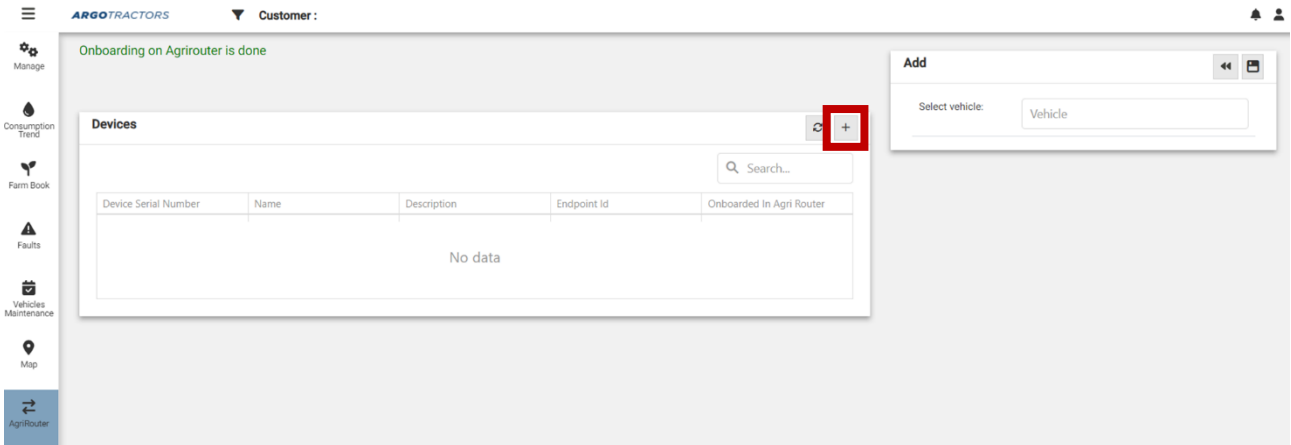 ARGOTRACTORS
Customer :
Manage
Consumption
Trend
Farm Book
Faults
Vehicles
Maintenance
Map
AgriRouter
Onboarding on Agrirouter is done
Devices
Search...
Device Serial Number
Name
Description
Endpoint Id
Onboarded In Agri Router
No data
Add
Select vehicle:
Vehicle